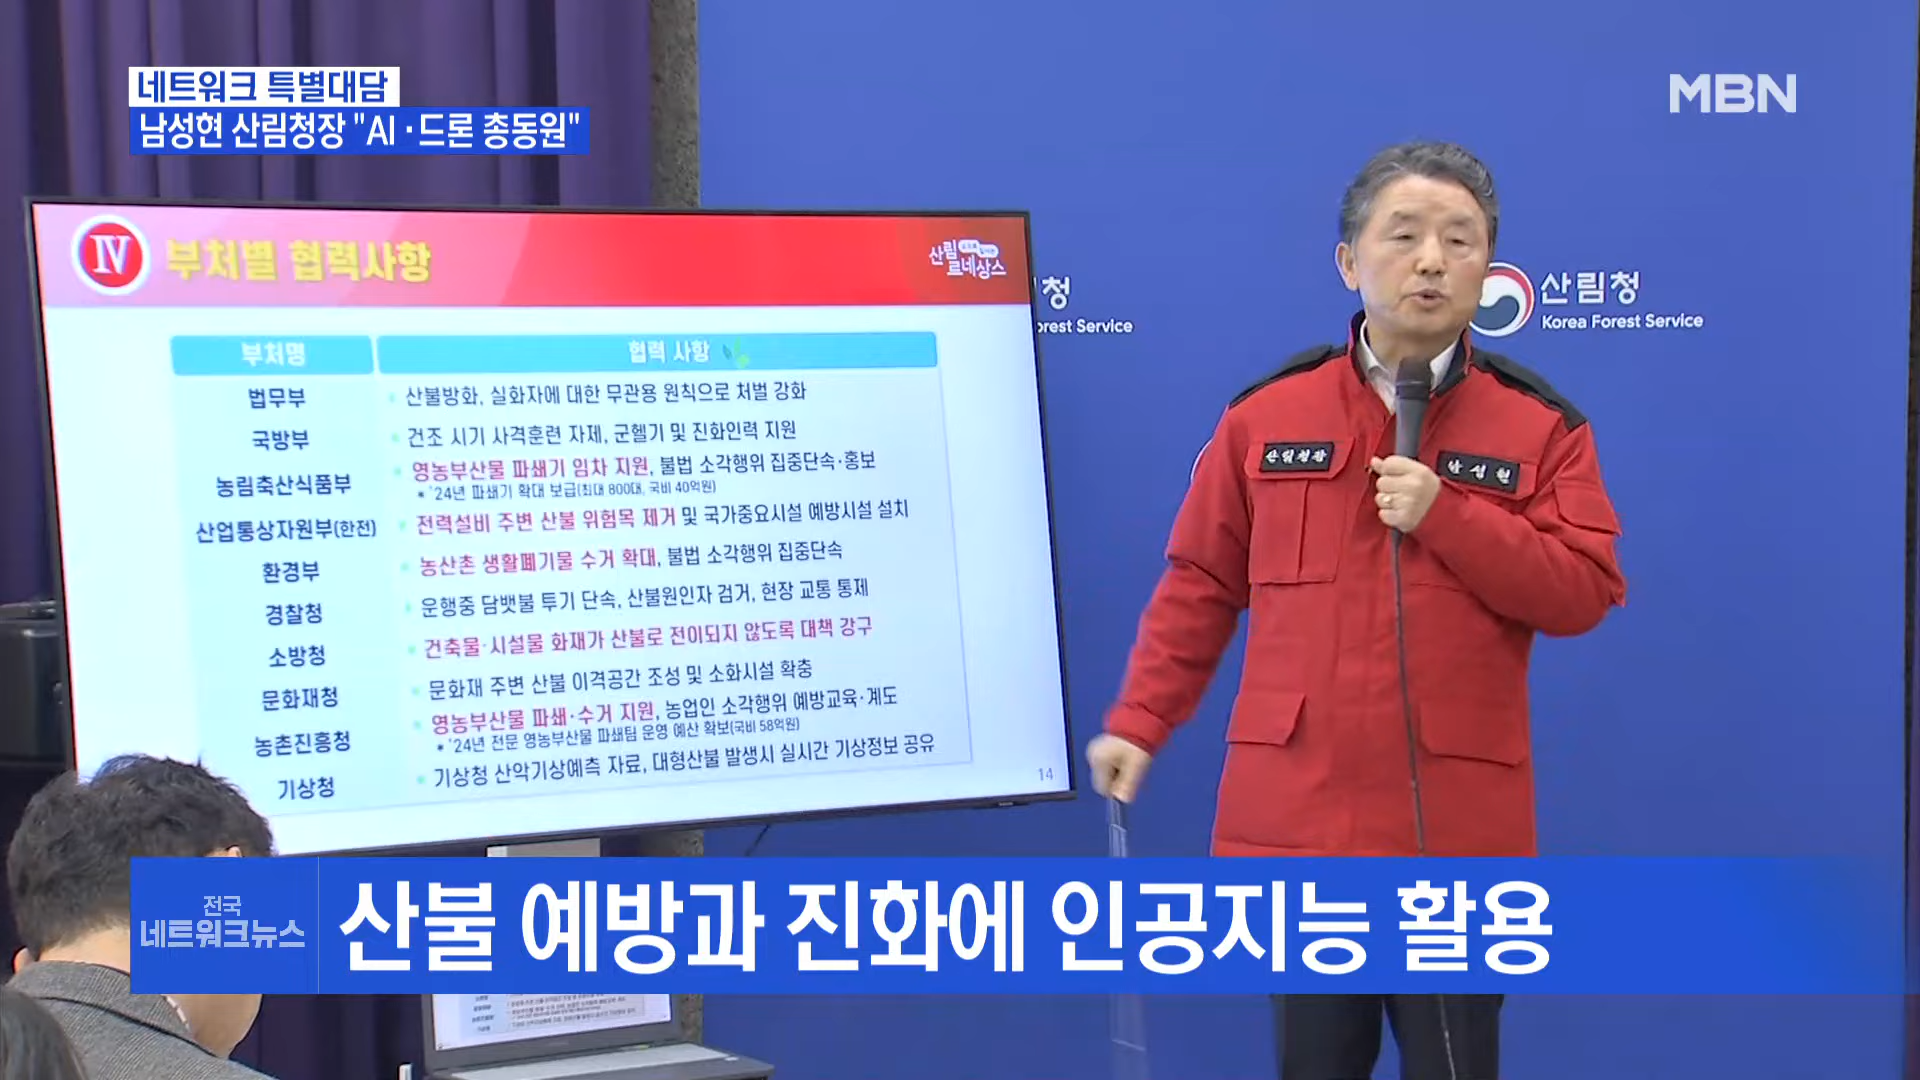 네트워크 특별대담
남성현 산림청장 "AI·드론 총동원"
MBN
Ⅳ 부처별 협력사항
산림
르네상스
부처명 협력 사항
법무부 산불방화, 실화자에 대한 무관용 원칙으로 처벌 강화
국방부 건조 시기 사격훈련 자제, 군헬기 및 진화인력 지원
농림축산식품부 영농부산물 파쇄기 임차 지원, 불법 소각행위 집중단속·홍보
* '24년 파쇄기 확대 보급(최대 800대, 국비 40억원)
산업통상자원부(한전) 전력설비 주변 산불 위험목 제거 및 국가중요시설 예방시설 설치
환경부 농산촌 생활폐기물 수거 확대, 불법 소각행위 집중단속
경찰청 운행중 담뱃불 투기 단속, 산불원인자 검거, 현장 교통 통제
소방청 건축물·시설물 화재가 산불로 전이되지 않도록 대책 강구
문화재청 문화재 주변 산불 이격공간 조성 및 소화시설 확충
농촌진흥청 영농부산물 파쇄·수거 지원, 농업인 소각행위 예방교육·계도
* '24년 전문 영농부산물 파쇄팀 운영 예산 확보(국비 58억원)
기상청 기상청 산악기상예측 자료, 대형산불 발생시 실시간 기상정보 공유
14
청
orest Service
산림청
Korea Forest Service
산림청장
남성현
전국
네트워크뉴스
산불 예방과 진화에 인공지능 활용